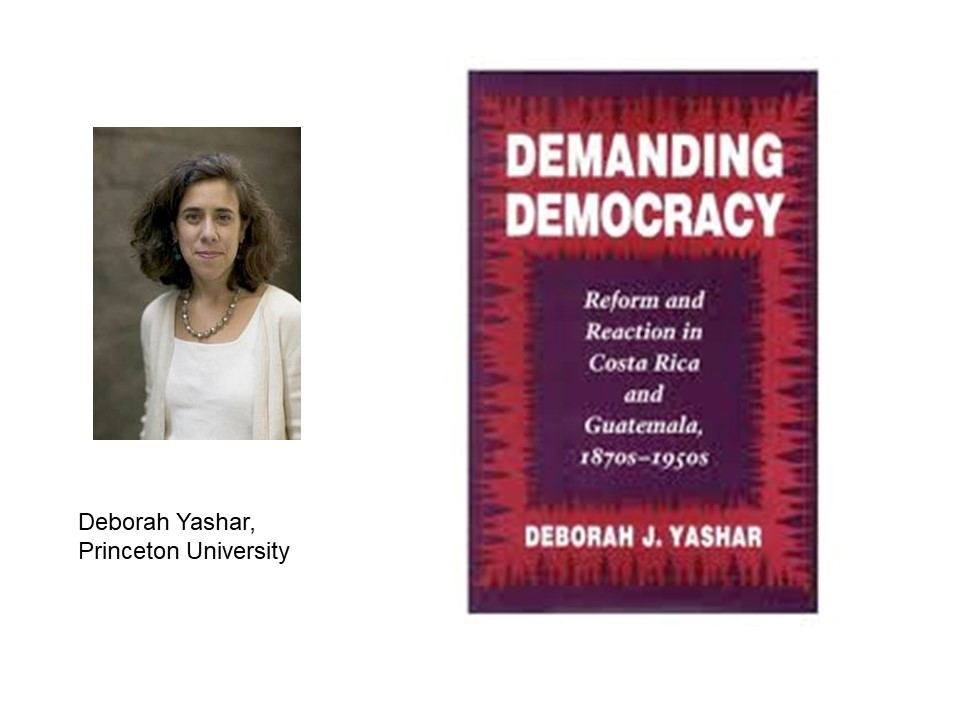 Deborah Yashar,
Princeton University
DEMANDING
DEMOCRACY
Reform and
Reaction in
Costa Rica
and
Guatemala,
1870s–1950s
DEBORAH J. YASHAR